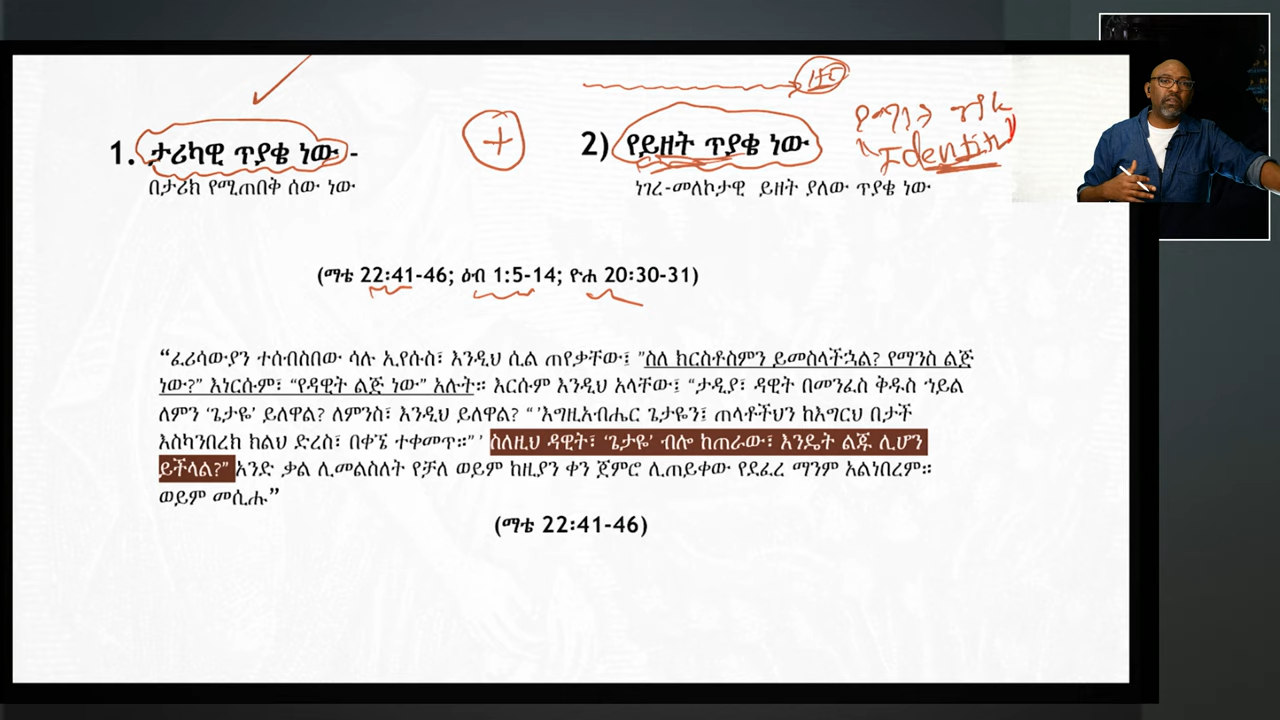 1. ታሪካዊ ጥያቄ ነው -
በታሪክ የሚጠበቅ ሰው ነው
2) የይዘት ጥያቄ ነው
ነገረ-መለኮታዊ ይዘት ያለው ጥያቄ ነው
Identity
(ማቴ 22፡41-46; ዕብ 1:5-14; ዮሐ 20፡30-31)
“ፈሪሳውያን ተሰብስበው ሳሉ ኢየሱስ፣ እንዲህ ሲል ጠየቃቸው፤ "ስለ ክርስቶስምን ይመስላችኋል? የማንስ ልጅ
ነው?” እነርሱም፣ “የዳዊት ልጅ ነው” አሉት። እርሱም እንዲህ አላቸው፤ “ታዲያ፣ ዳዊት በመንፈስ ቅዱስ ኀይል
ለምን ‘ጌታዬ’ ይለዋል? ለምንስ፣ እንዲህ ይለዋል? “ ’እግዚአብሔር ጌታዬን፤ ጠላቶችህን ከእግርህ በታች
እስካንበረክ ክልህ ድረስ፣ በቀኜ ተቀመጥ።” ’ ስለዚህ ዳዊት፣ ‘ጌታዬ’ ብሎ ከጠራው፣ እንዴት ልጁ ሊሆን
ይችላል?” አንድ ቃል ሊመልስለት የቻለ ወይም ከዚያን ቀን ጀምሮ ሊጠይቀው የደፈረ ማንም አልነበረም።
ወይም መሲሑ”
(ማቴ 22፡41-46)